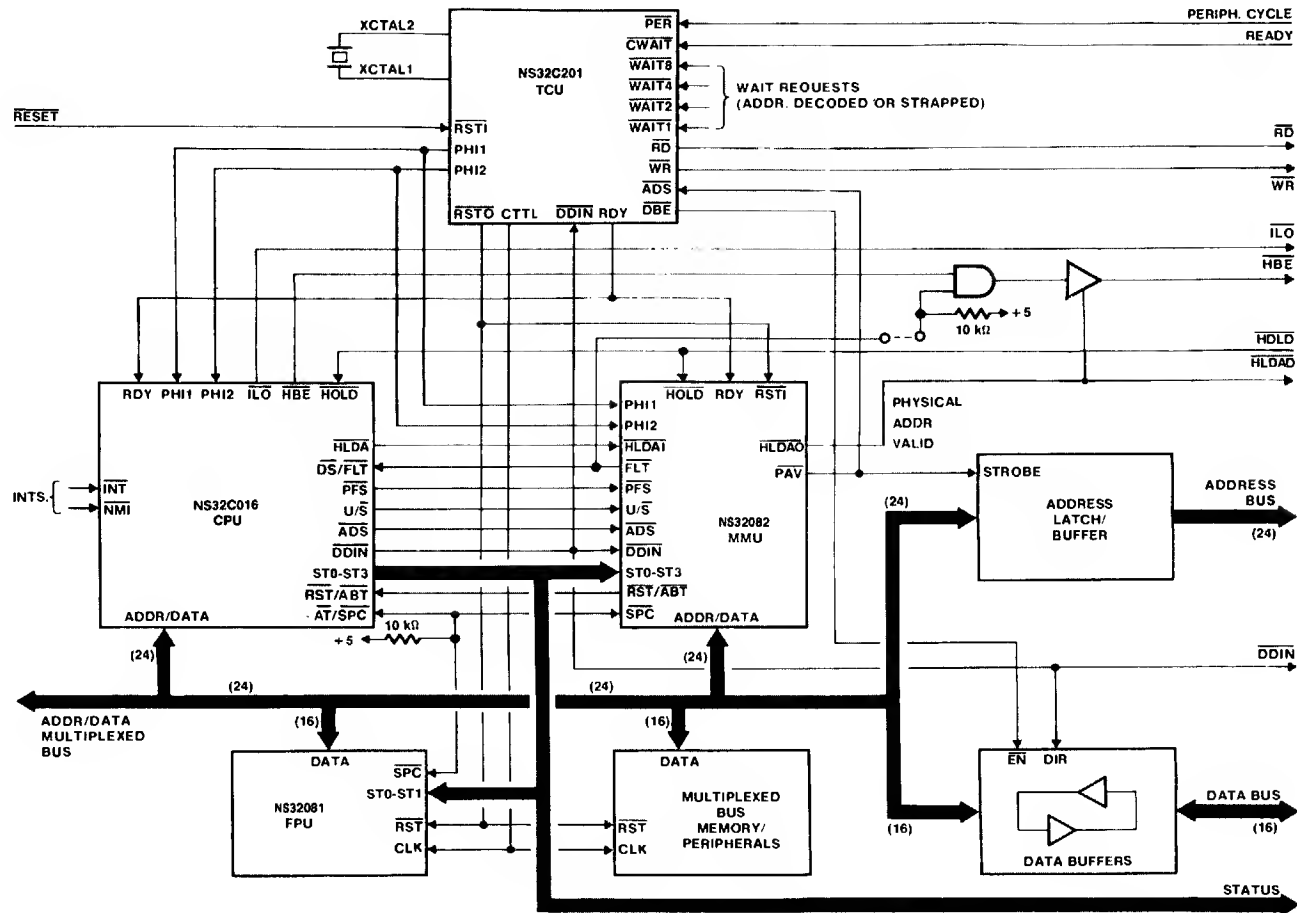 XCTAL2
XCTAL1
NS32C201
TCU
PER
CWAIT
WAIT8
WAIT4
WAIT2
WAIT1
RD
WR
ADS
DBE
RSTI
PHI1
PHI2
RSTO CTTL DDIN RDY
PERIPH. CYCLE
READY
WAIT REQUESTS
(ADDR. DECODED OR STRAPPED)
RESET
RD
WR
ILO
HBE
10 kΩ
+5
HOLD
HLDAO
RDY PHI1 PHI2 ILO HBE HOLD
HLDA
DS/FLT
PFS
U/S
ADS
DDIN
ST0-ST3
RST/ABT
AT/SPC
INTS.
INT
NMI
NS32C016
CPU
ADDR/DATA
HOLD RDY RSTI
PHI1
PHI2
HLDAI
FLT
PFS
U/S
ADS
DDIN
ST0-ST3
RST/ABT
SPC
HLDAO
PAV
NS32082
MMU
ADDR/DATA
PHYSICAL
ADDR
VALID
STROBE
ADDRESS
LATCH/
BUFFER
ADDRESS
BUS
(24)
(24)
+5
10 kΩ
(24)
(24)
(24)
(24)
DDIN
ADDR/DATA
MULTIPLEXED
BUS
(16)
(16)
(16)
DATA
SPC
ST0-ST1
RST
CLK
NS32081
FPU
DATA
MULTIPLEXED
BUS
MEMORY/
PERIPHERALS
RST
CLK
EN DIR
DATA BUFFERS
DATA BUS
(16)
STATUS